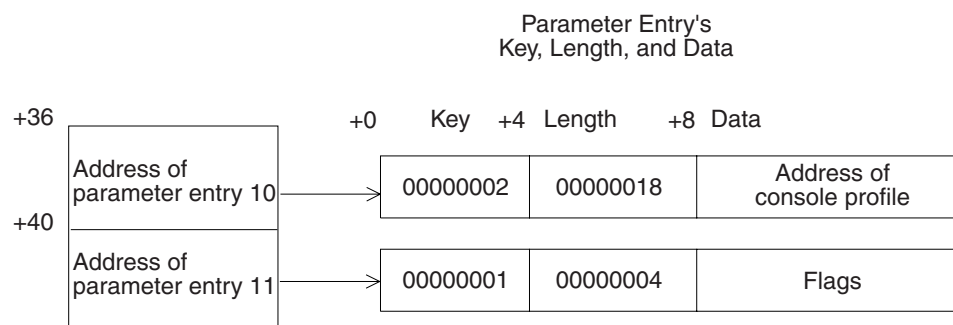 Parameter Entry's
Key, Length, and Data
+36
+0 Key +4 Length +8 Data
Address of
parameter entry 10
00000002 00000018 Address of
console profile
+40
Address of
parameter entry 11
00000001 00000004 Flags